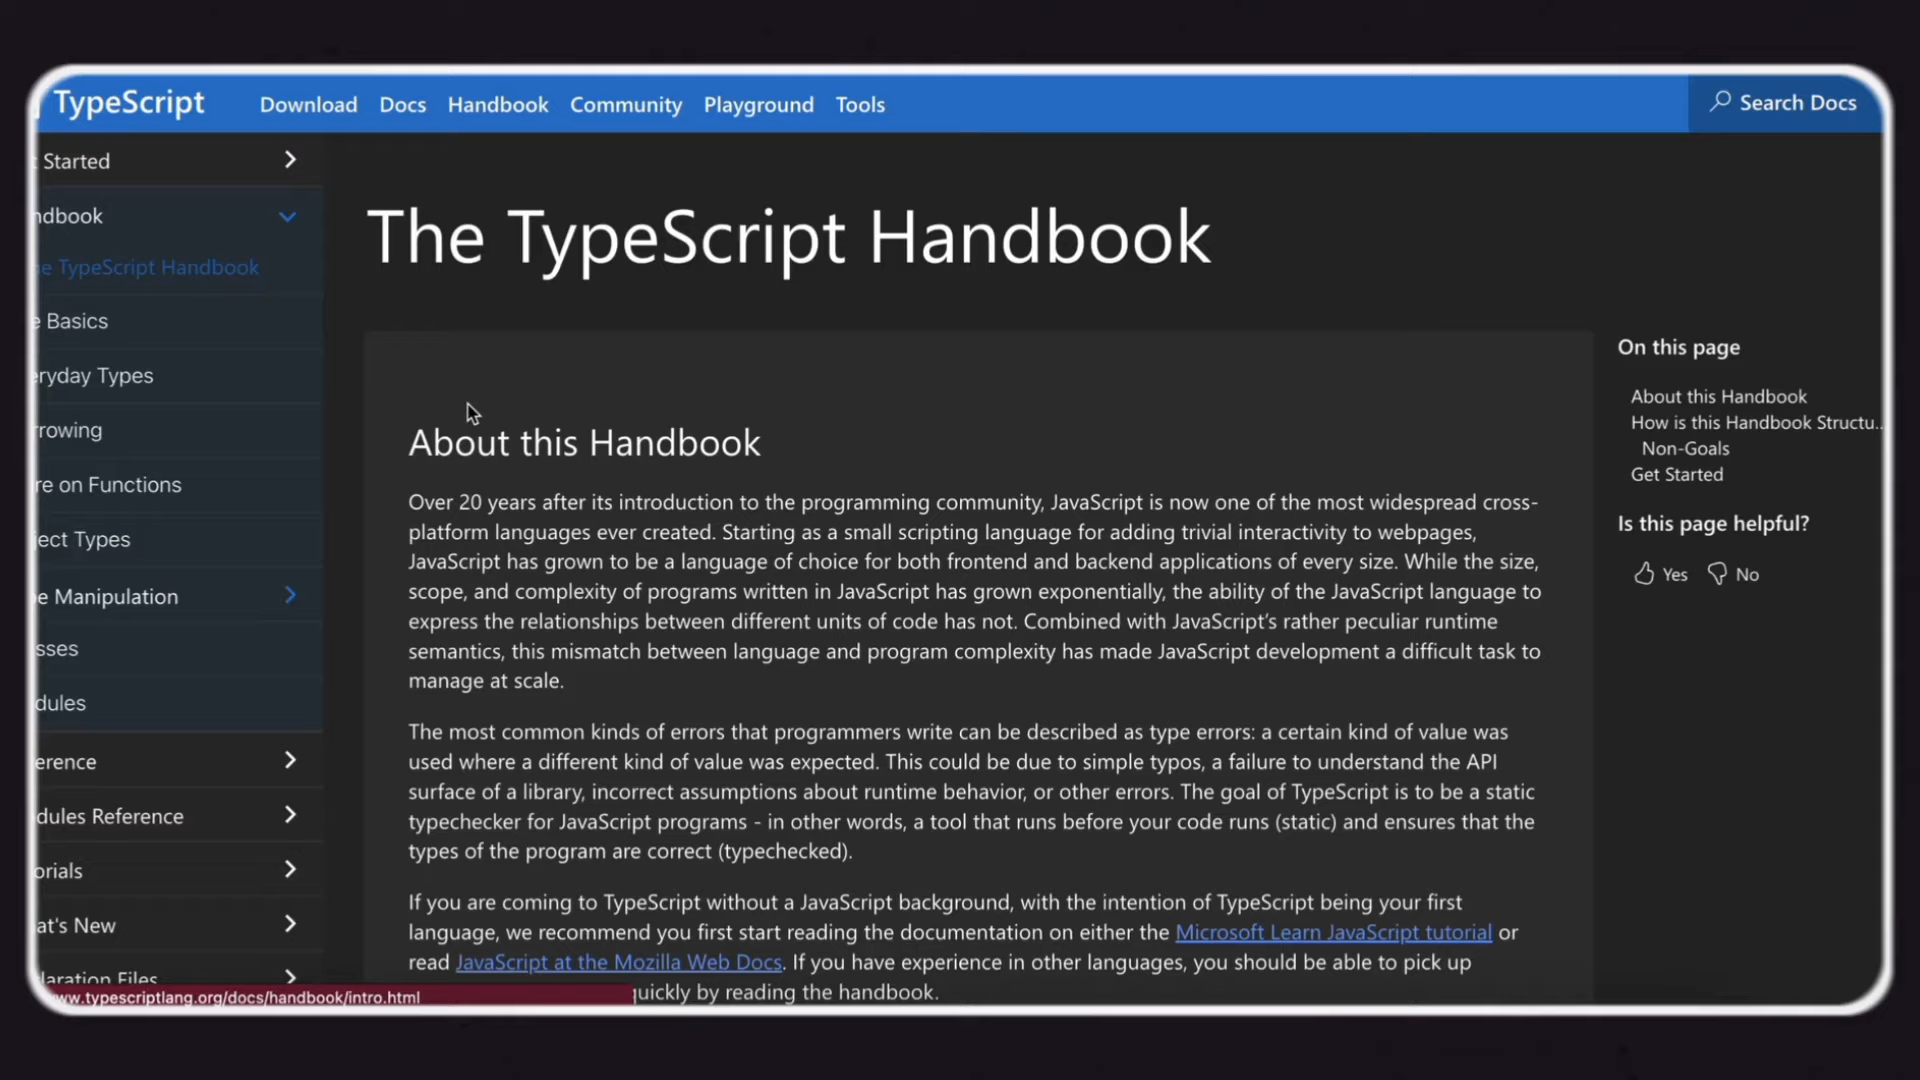 TypeScript
Download Docs Handbook Community Playground Tools
Search Docs
Started
The TypeScript Handbook
TypeScript Handbook
Basics
Types
on Functions
Types
Manipulation
Reference
What's New
On this page
About this Handbook
How is this Handbook Structu...
Non-Goals
Get Started
Is this page helpful?
Yes No
About this Handbook
Over 20 years after its introduction to the programming community, JavaScript is now one of the most widespread cross-
platform languages ever created. Starting as a small scripting language for adding trivial interactivity to webpages,
JavaScript has grown to be a language of choice for both frontend and backend applications of every size. While the size,
scope, and complexity of programs written in JavaScript has grown exponentially, the ability of the JavaScript language to
express the relationships between different units of code has not. Combined with JavaScript's rather peculiar runtime
semantics, this mismatch between language and program complexity has made JavaScript development a difficult task to
manage at scale.
The most common kinds of errors that programmers write can be described as type errors: a certain kind of value was
used where a different kind of value was expected. This could be due to simple typos, a failure to understand the API
surface of a library, incorrect assumptions about runtime behavior, or other errors. The goal of TypeScript is to be a static
typechecker for JavaScript programs - in other words, a tool that runs before your code runs (static) and ensures that the
types of the program are correct (typechecked).
If you are coming to TypeScript without a JavaScript background, with the intention of TypeScript being your first
language, we recommend you first start reading the documentation on either the Microsoft Learn JavaScript tutorial or
read JavaScript at the Mozilla Web Docs. If you have experience in other languages, you should be able to pick up
quickly by reading the handbook.
ww.typescriptlang.org/docs/handbook/intro.html